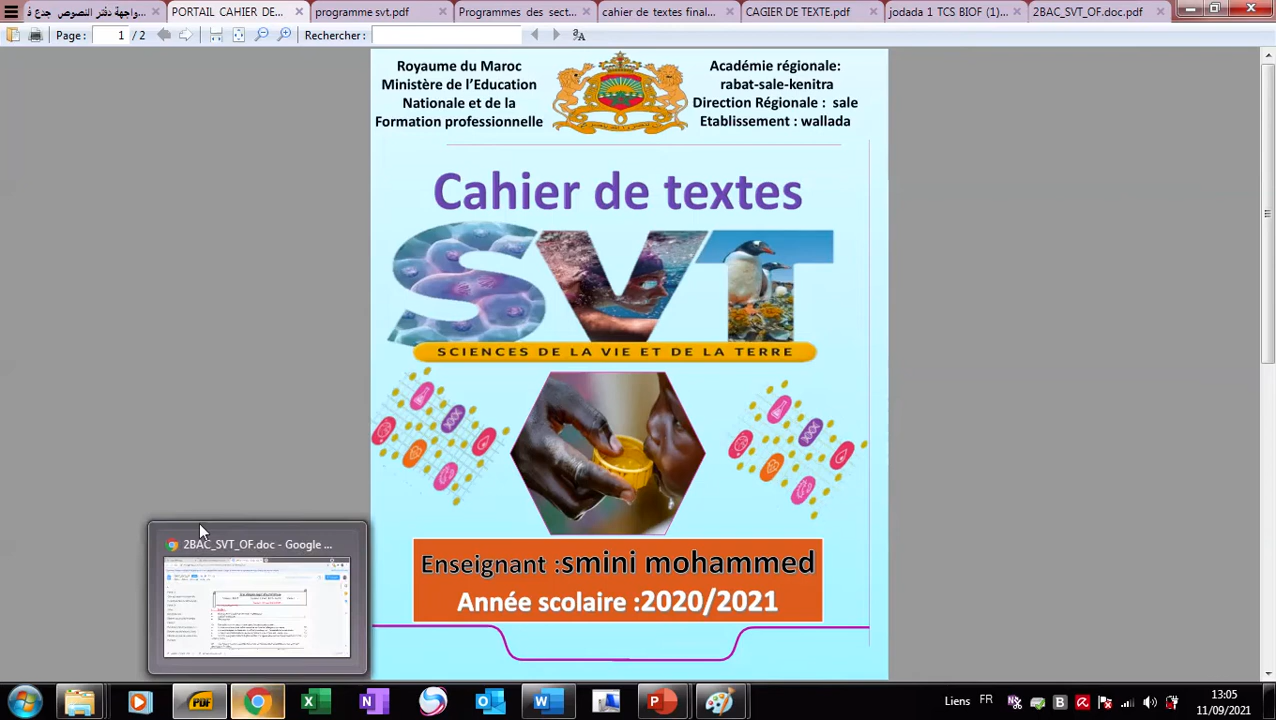 واجهة دفتر النصوص جدع ة
PORTAIL CAHIER DE...
programme svt.pdf
Programmes des sect...
cahier de textes fina...
CAGIER DE TEXTE.pdf
jodada 1 TCS BIOF (1)...
2BAC_SVT_OF.doc.pdf
Page :
1
/ 2
Rechercher :
Royaume du Maroc
Ministère de l’Education
Nationale et de la
Formation professionnelle
Académie régionale:
rabat-sale-kenitra
Direction Régionale : sale
Etablissement : wallada
Cahier de textes
SVT
SCIENCES DE LA VIE ET DE LA TERRE
Enseignant :smini mohammed
Anneé scolaire :2020/2021
2BAC_SVT_OF.doc - Google ...
PDF
Liens
FR
13:05
11/09/2021